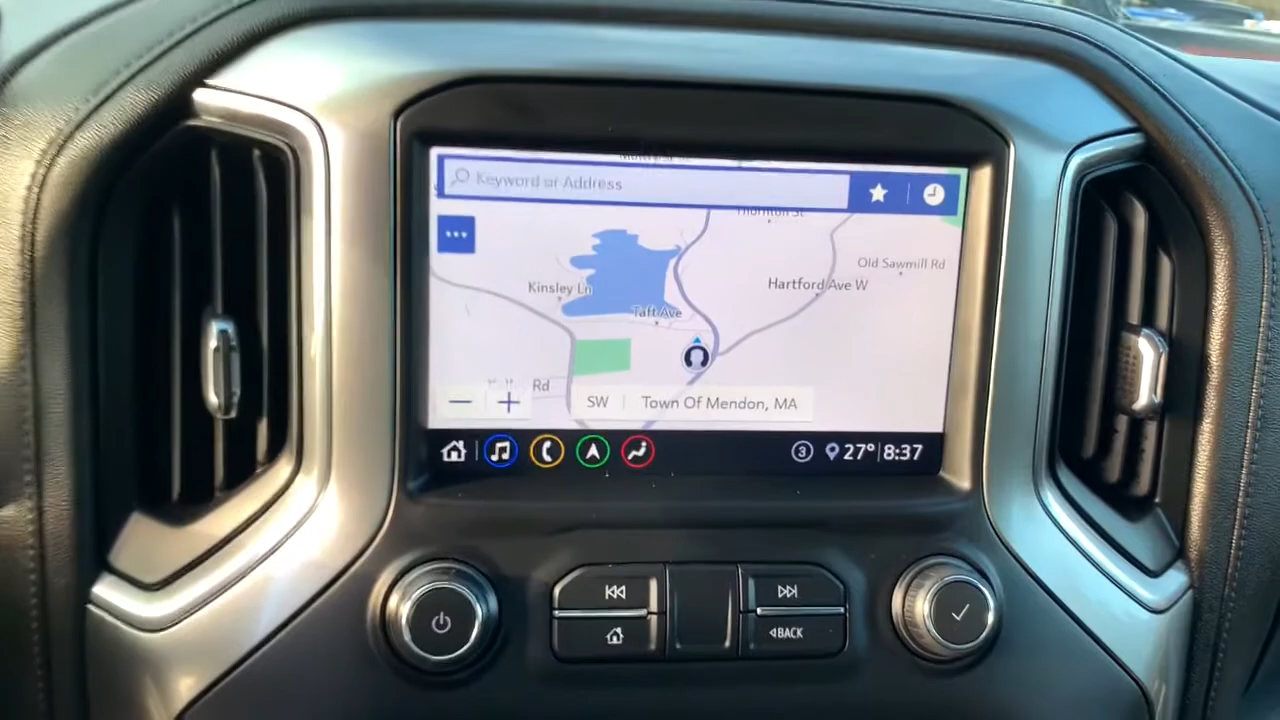 Keyword or Address
Thornton St
Old Sawmill Rd
Hartford Ave W
Kinsley Ln
Taft Ave
Rd
SW Town Of Mendon, MA
3 27° 8:37
BACK